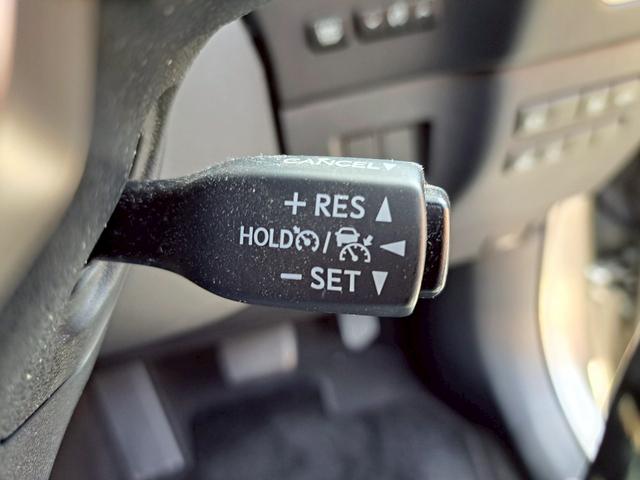 CANCEL
+ RES
HOLD /
− SET